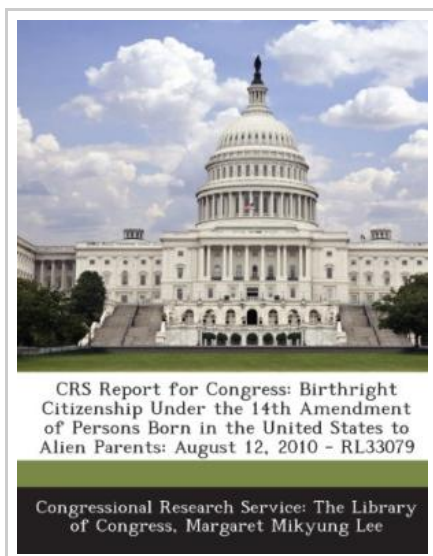 CRS Report for Congress: Birthright
Citizenship Under the 14th Amendment
of Persons Born in the United States to
Alien Parents: August 12, 2010 - RL33079
Congressional Research Service: The Library
of Congress, Margaret Mikyung Lee